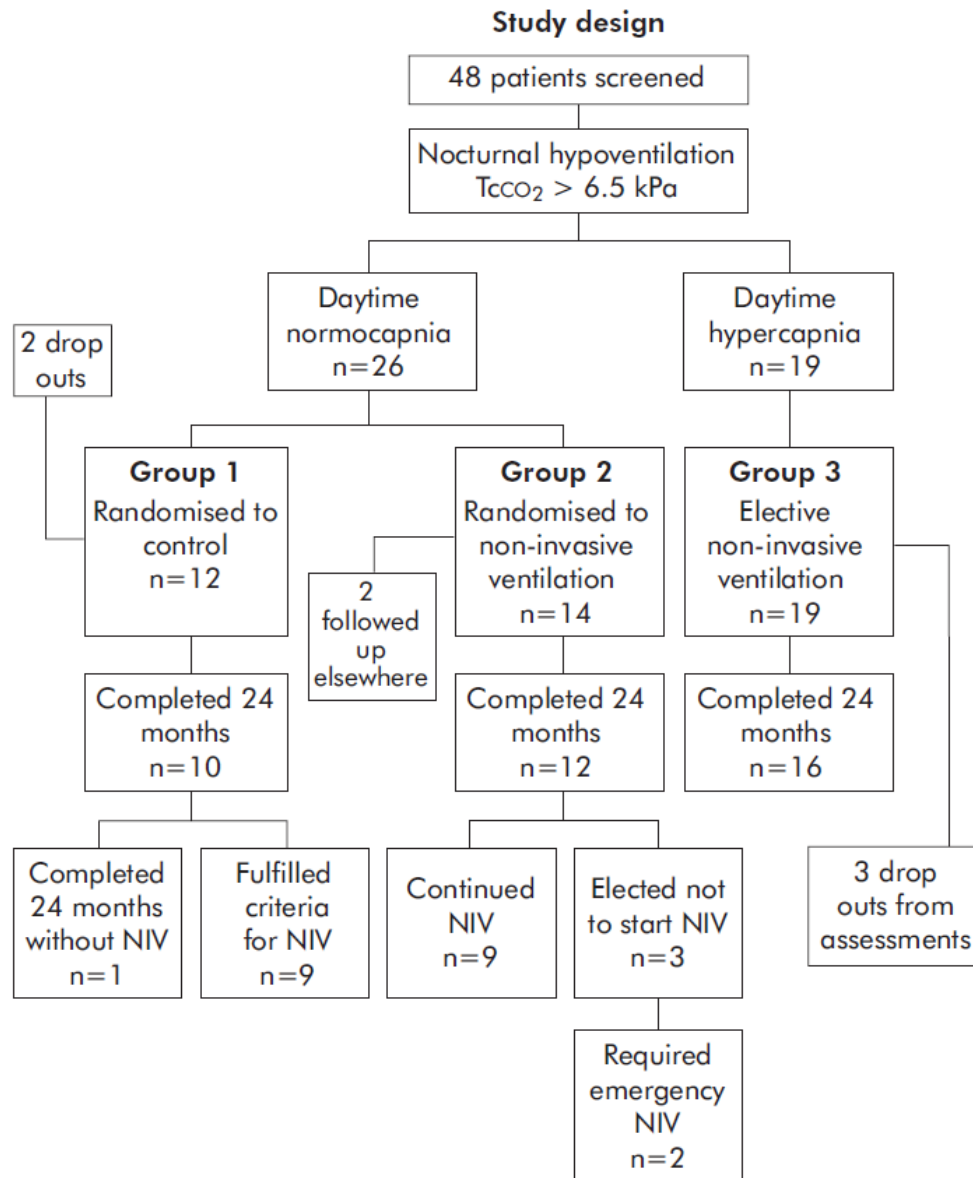 Study design
48 patients screened
Nocturnal hypoventilation
TcCO₂ > 6.5 kPa
Daytime
normocapnia
n=26
Daytime
hypercapnia
n=19
2 drop
outs
Group 1
Randomised to
control
n=12
2
followed
up
elsewhere
Group 2
Randomised to
non-invasive
ventilation
n=14
Group 3
Elective
non-invasive
ventilation
n=19
Completed 24
months
n=10
Completed 24
months
n=12
Completed 24
months
n=16
Completed
24 months
without NIV
n=1
Fulfilled
criteria
for NIV
n=9
Continued
NIV
n=9
Elected not
to start NIV
n=3
3 drop
outs from
assessments
Required
emergency
NIV
n=2